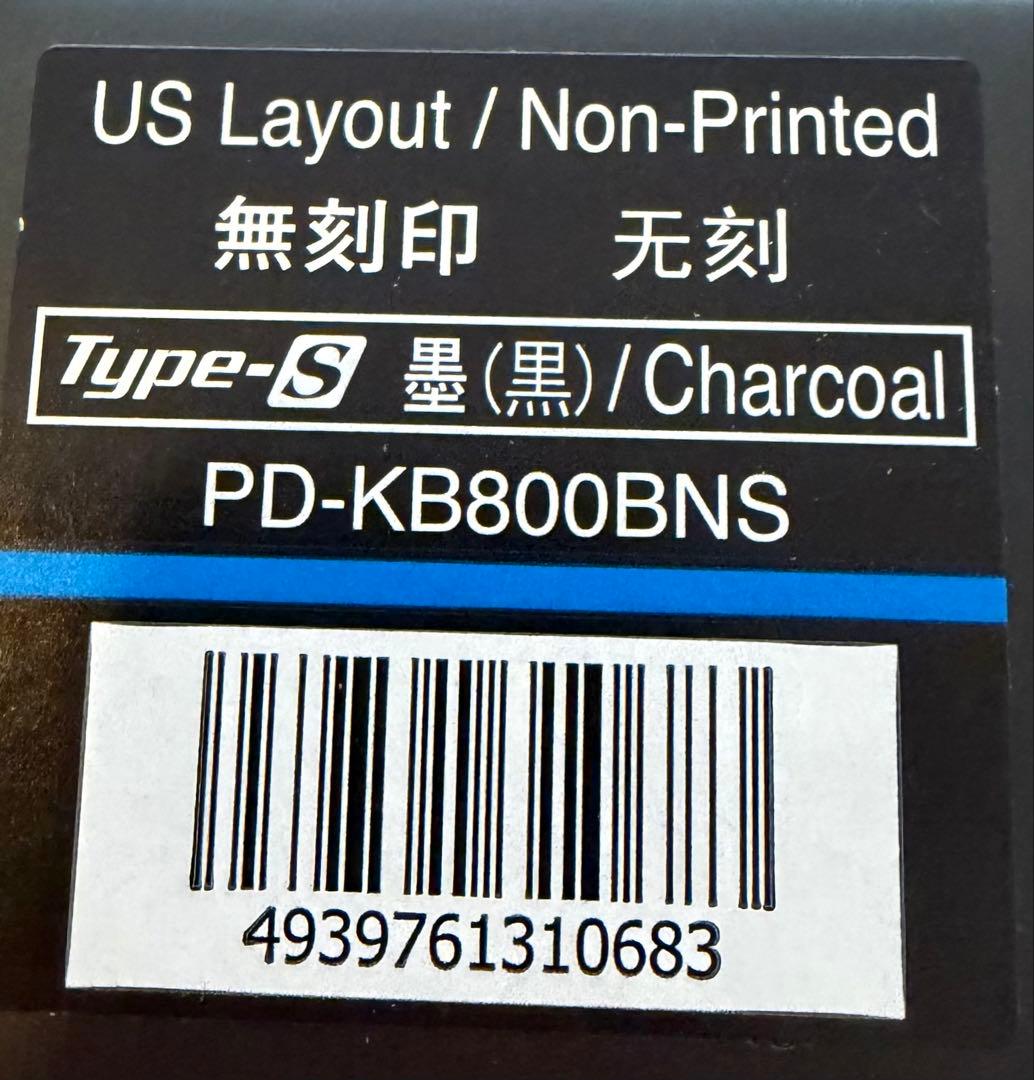 US Layout / Non-Printed
無刻印 无刻
Type-S 墨(黒)/Charcoal
PD-KB800BNS
4939761310683